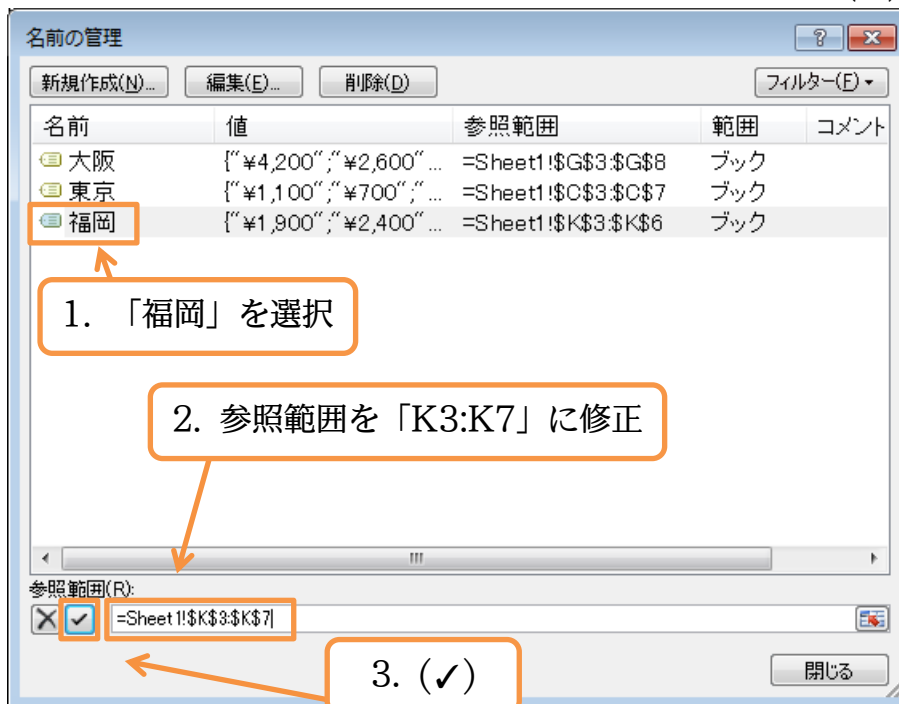 名前の管理
新規作成(N)... 編集(E)... 削除(D) フィルター(F)
名前 値 参照範囲 範囲 コメント
大阪 {"¥4,200";"¥2,600"... =Sheet1!$G$3:$G$8 ブック
東京 {"¥1,100";"¥700";"... =Sheet1!$C$3:$C$7 ブック
福岡 {"¥1,900";"¥2,400"... =Sheet1!$K$3:$K$6 ブック
1. 「福岡」を選択
2. 参照範囲を「K3:K7」に修正
参照範囲(R):
=Sheet1!$K$3:$K$7
3. (✓)
閉じる